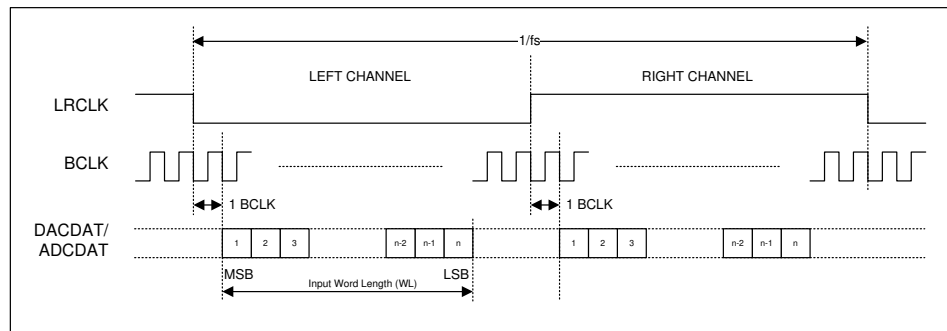 1/fs
LEFT CHANNEL RIGHT CHANNEL
LRCLK
BCLK
1 BCLK 1 BCLK
DACDAT/
ADCDAT
1 2 3 n-2 n-1 n 1 2 3 n-2 n-1 n
MSB LSB
Input Word Length (WL)